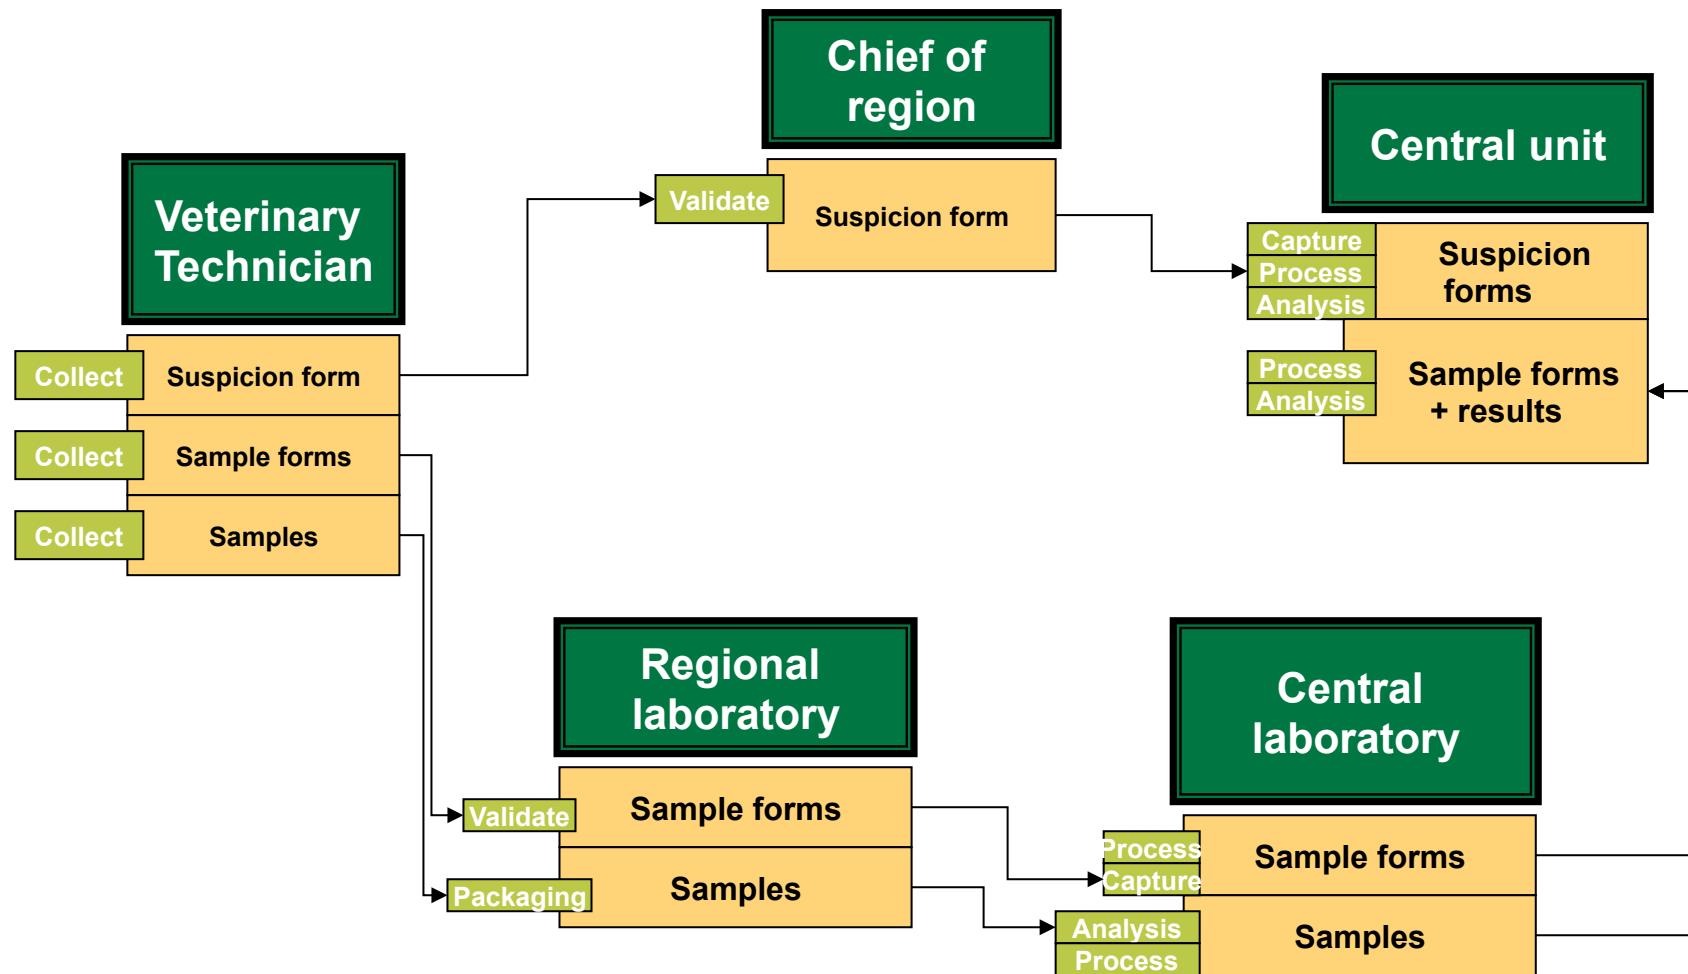 Chief of
region
Validate
Suspicion form
Central unit
Capture
Process
Analysis
Suspicion
forms
Process
Analysis
Sample forms
+ results
Veterinary
Technician
Collect
Suspicion form
Collect
Sample forms
Collect
Samples
Regional
laboratory
Validate
Sample forms
Packaging
Samples
Central
laboratory
Process
Capture
Sample forms
Analysis
Process
Samples